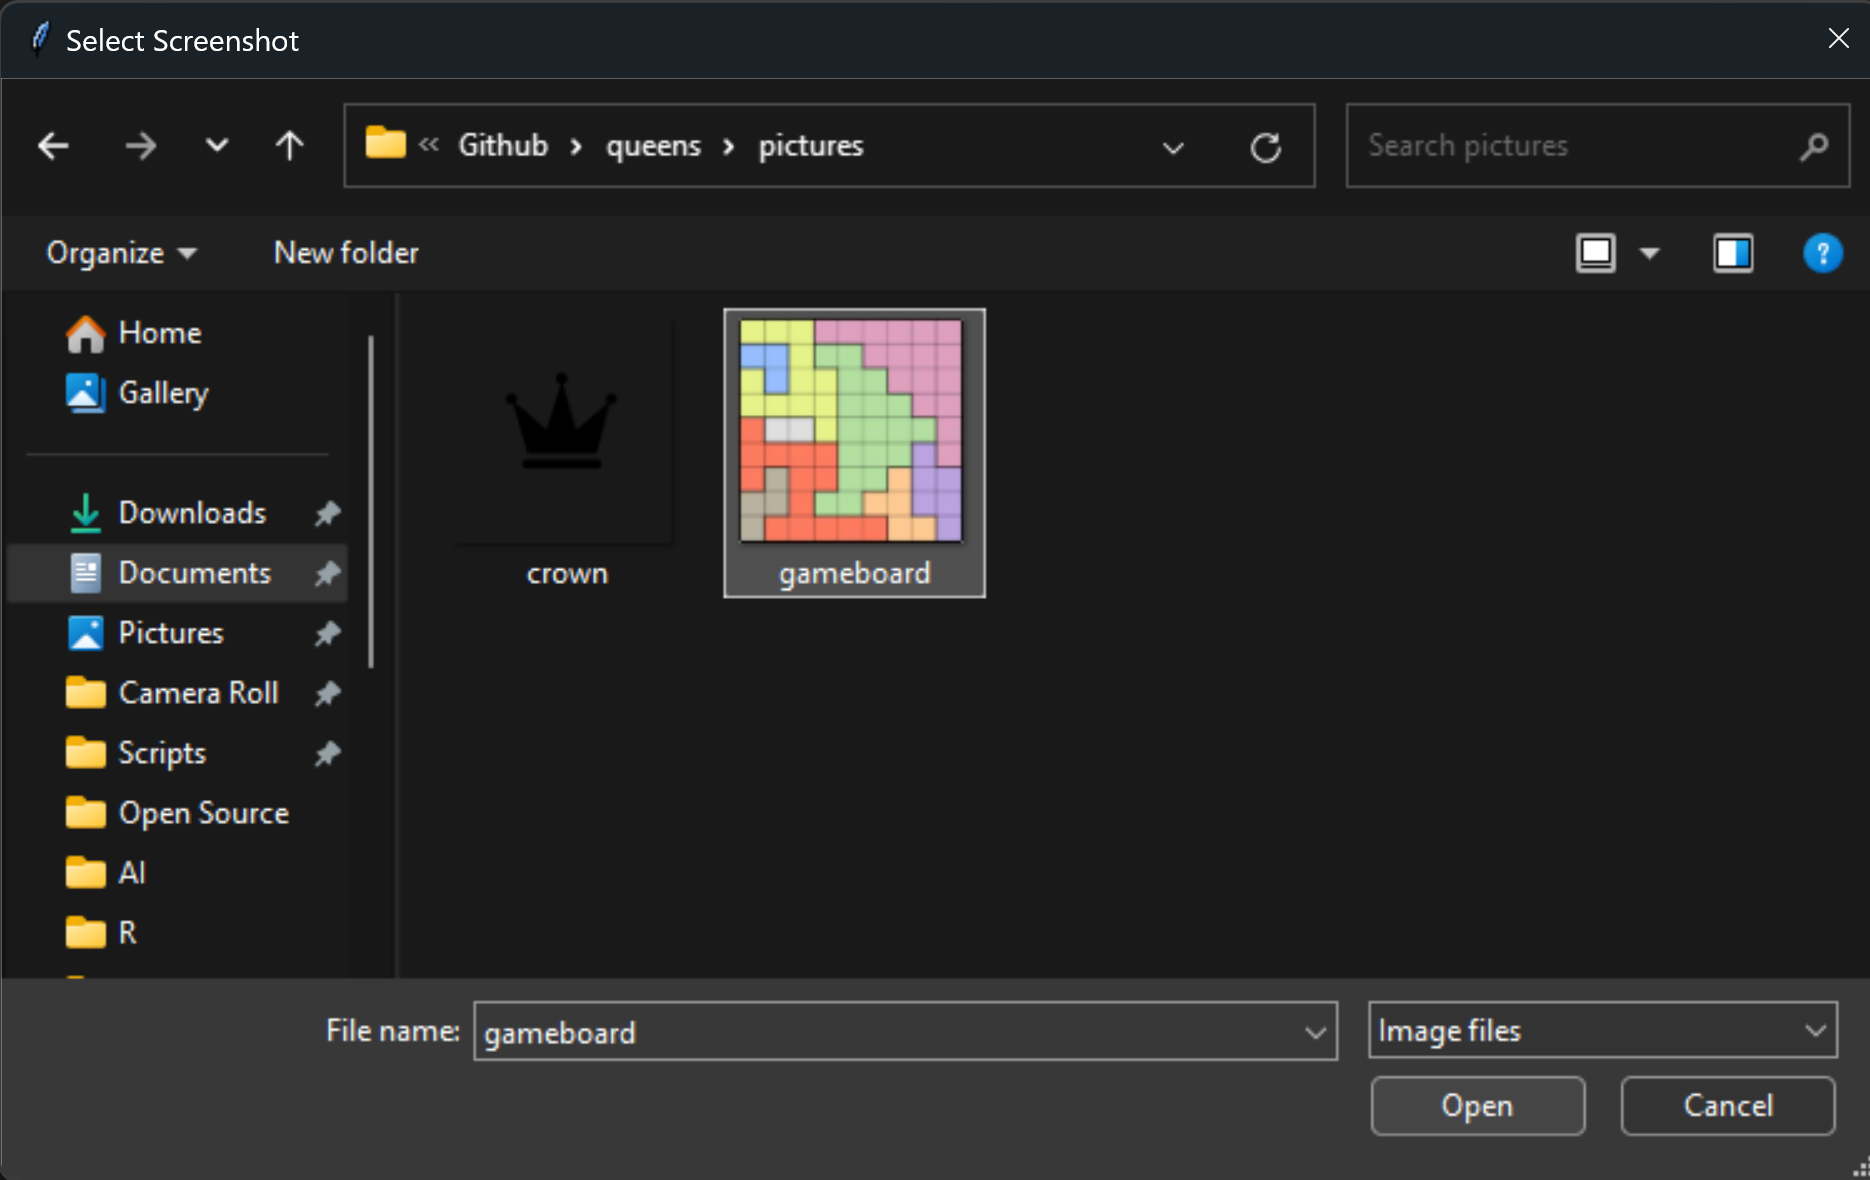 Select Screenshot
« Github › queens › pictures
Search pictures
Organize
New folder
?
Home
Gallery
Downloads
Documents
Pictures
Camera Roll
Scripts
Open Source
AI
R
crown
gameboard
File name:
gameboard
Image files
Open
Cancel